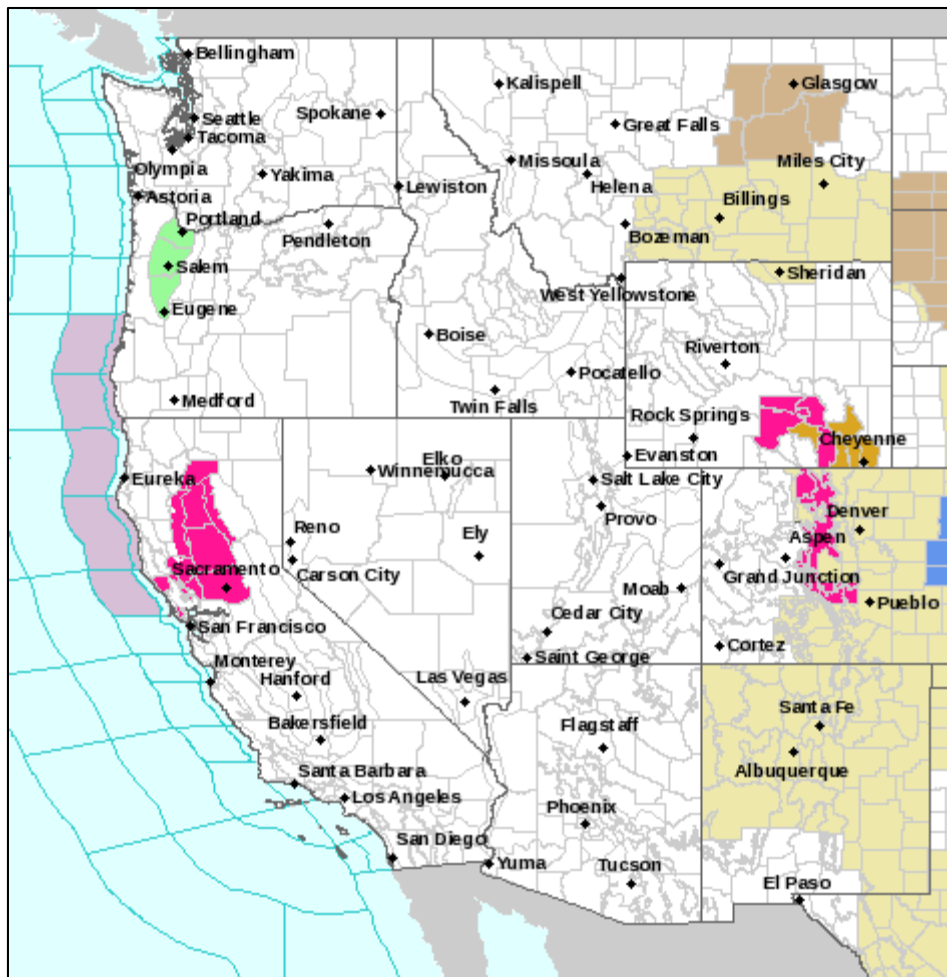 Bellingham
Kalispell
Glasgow
Seattle
Spokane
Great Falls
Tacoma
Olympia
Missoula
Miles City
Yakima
Helena
Lewiston
Astoria
Billings
Portland
Pendleton
Bozeman
Salem
Sheridan
West Yellowstone
Eugene
Boise
Riverton
Pocatello
Medford
Twin Falls
Rock Springs
Cheyenne
Elko
Evanston
Winnemucca
Eureka
Salt Lake City
Provo
Denver
Reno
Ely
Aspen
Sacramento
Carson City
Grand Junction
Moab
Pueblo
Cedar City
San Francisco
Cortez
Saint George
Monterey
Hanford
Las Vegas
Santa Fe
Bakersfield
Flagstaff
Albuquerque
Santa Barbara
Los Angeles
Phoenix
San Diego
Yuma
Tucson
El Paso